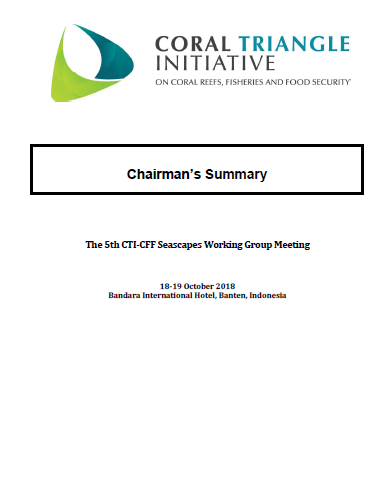 CORAL TRIANGLE
INITIATIVE
ON CORAL REEFS, FISHERIES AND FOOD SECURITY
Chairman's Summary
The 5th CTI-CFF Seascapes Working Group Meeting
18-19 October 2018
Bandara International Hotel, Banten, Indonesia